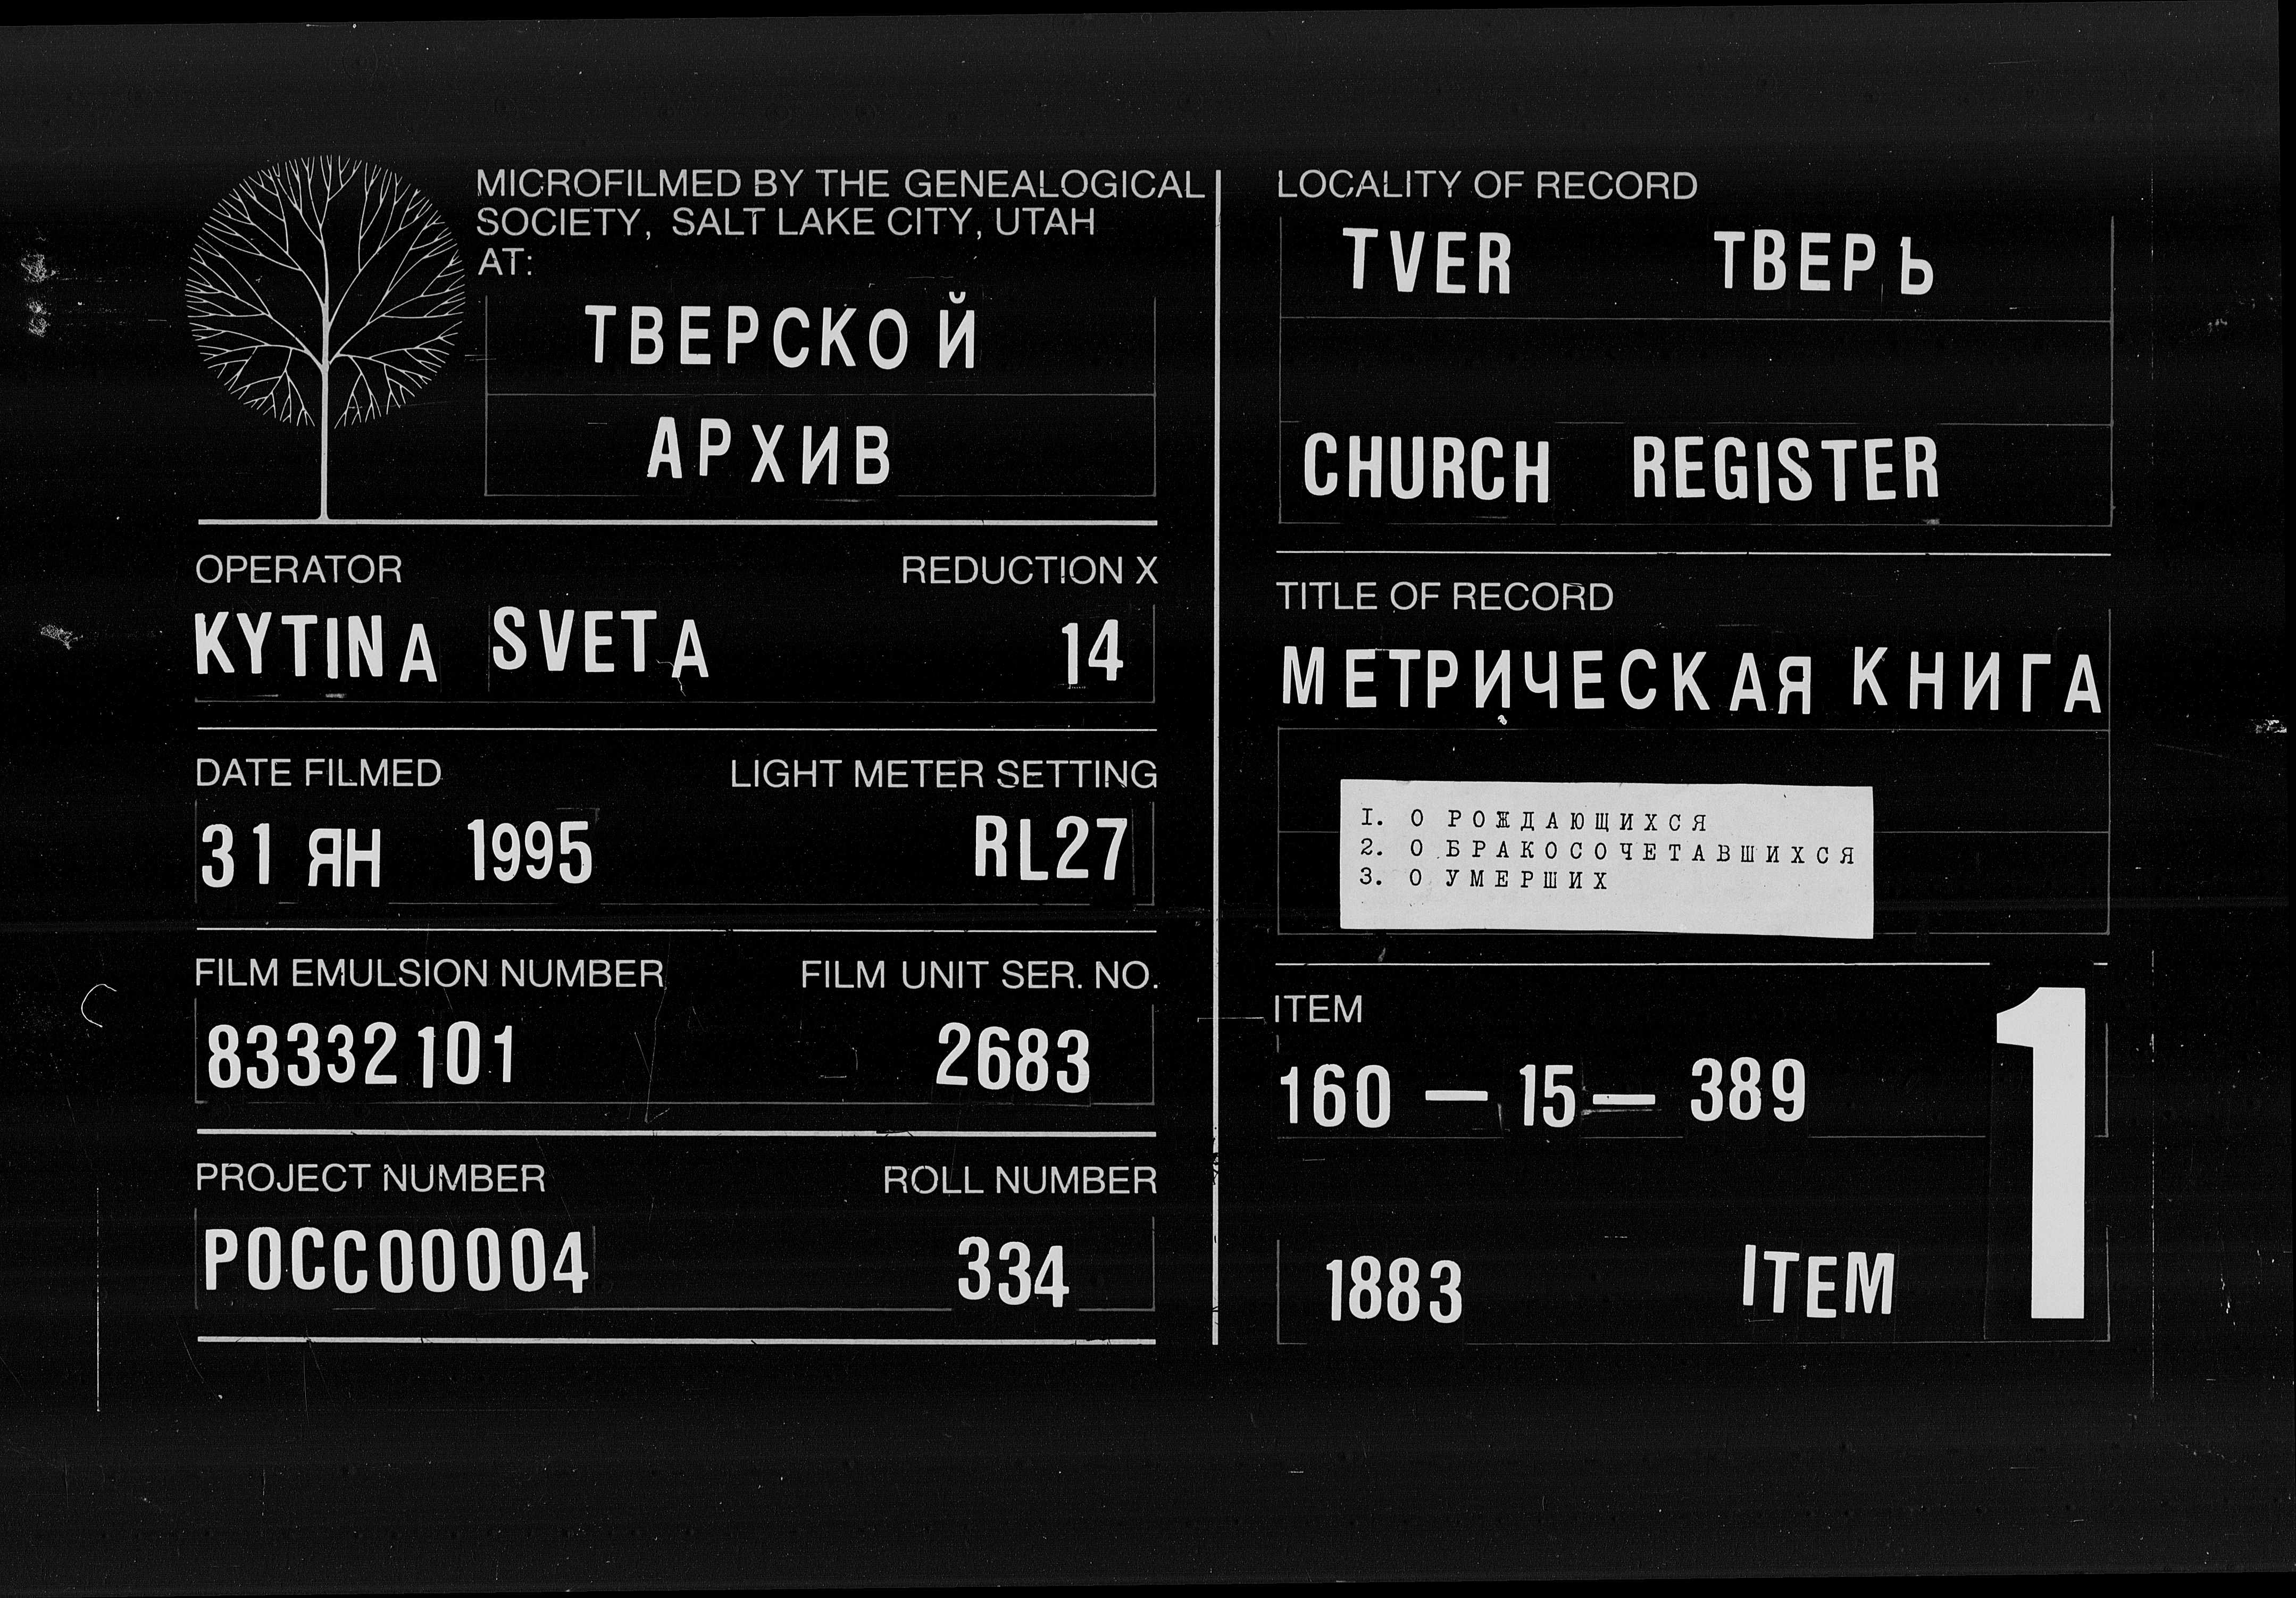 MICROFILMED BY THE GENEALOGICAL
SOCIETY, SALT LAKE CITY, UTAH
AT:
ТВЕРСКОЙ
АРХИВ
OPERATOR REDUCTION X
KYTINA SVETA 14
DATE FILMED LIGHT METER SETTING
31 ЯН 1995 RL27
FILM EMULSION NUMBER FILM UNIT SER. NO.
83332101 2683
PROJECT NUMBER ROLL NUMBER
РОСС00004 334
LOCALITY OF RECORD
TVER ТВЕРЬ
CHURCH REGISTER
TITLE OF RECORD
МЕТРИЧЕСКАЯ КНИГА
1. О РОЖДАЮЩИХСЯ
2. О БРАКОСОЧЕТАВШИХСЯ
3. О УМЕРШИХ
ITEM
160 — 15 — 389
1883 ITEM 1